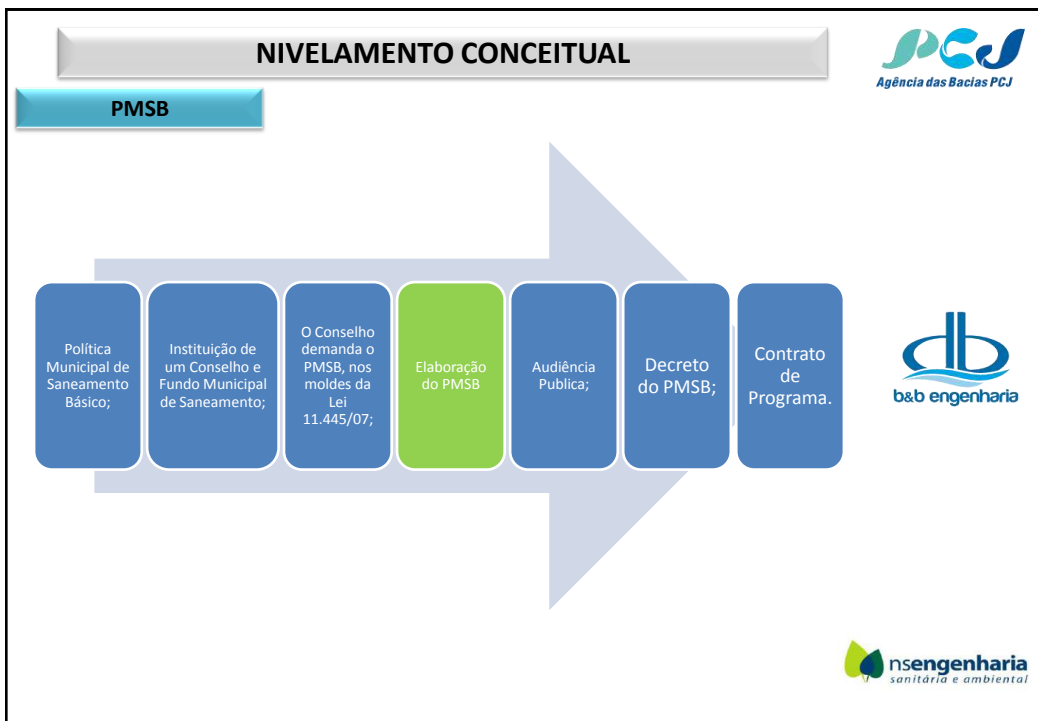 NIVELAMENTO CONCEITUAL
PCJ
Agência das Bacias PCJ
PMSB
Política
Municipal de
Saneamento
Básico;
Instituição de
um Conselho e
Fundo Municipal
de Saneamento;
O Conselho
demanda o
PMSB, nos
moldes da
Lei
11.445/07;
Elaboração
do PMSB
Audiência
Publica;
Decreto
do PMSB;
Contrato
de
Programa.
b&b engenharia
nsengenharia
sanitária e ambiental